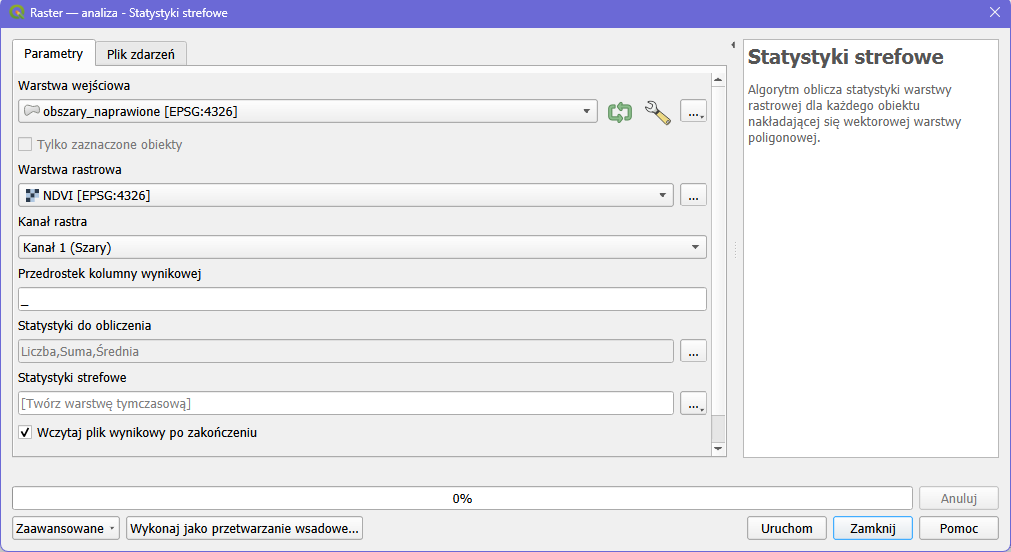 Raster — analiza - Statystyki strefowe
Parametry
Plik zdarzeń
Warstwa wejściowa
obszary_naprawione [EPSG:4326]
...
Tylko zaznaczone obiekty
Warstwa rastrowa
NDVI [EPSG:4326]
...
Kanał rastra
Kanał 1 (Szary)
Przedrostek kolumny wynikowej
_
Statystyki do obliczenia
Liczba,Suma,Średnia
...
Statystyki strefowe
[Twórz warstwę tymczasową]
...
Wczytaj plik wynikowy po zakończeniu
Statystyki strefowe
Algorytm oblicza statystyki warstwy
rastrowej dla każdego obiektu
nakładającej się wektorowej warstwy
poligonowej.
0%
Anuluj
Zaawansowane
Wykonaj jako przetwarzanie wsadowe...
Uruchom
Zamknij
Pomoc